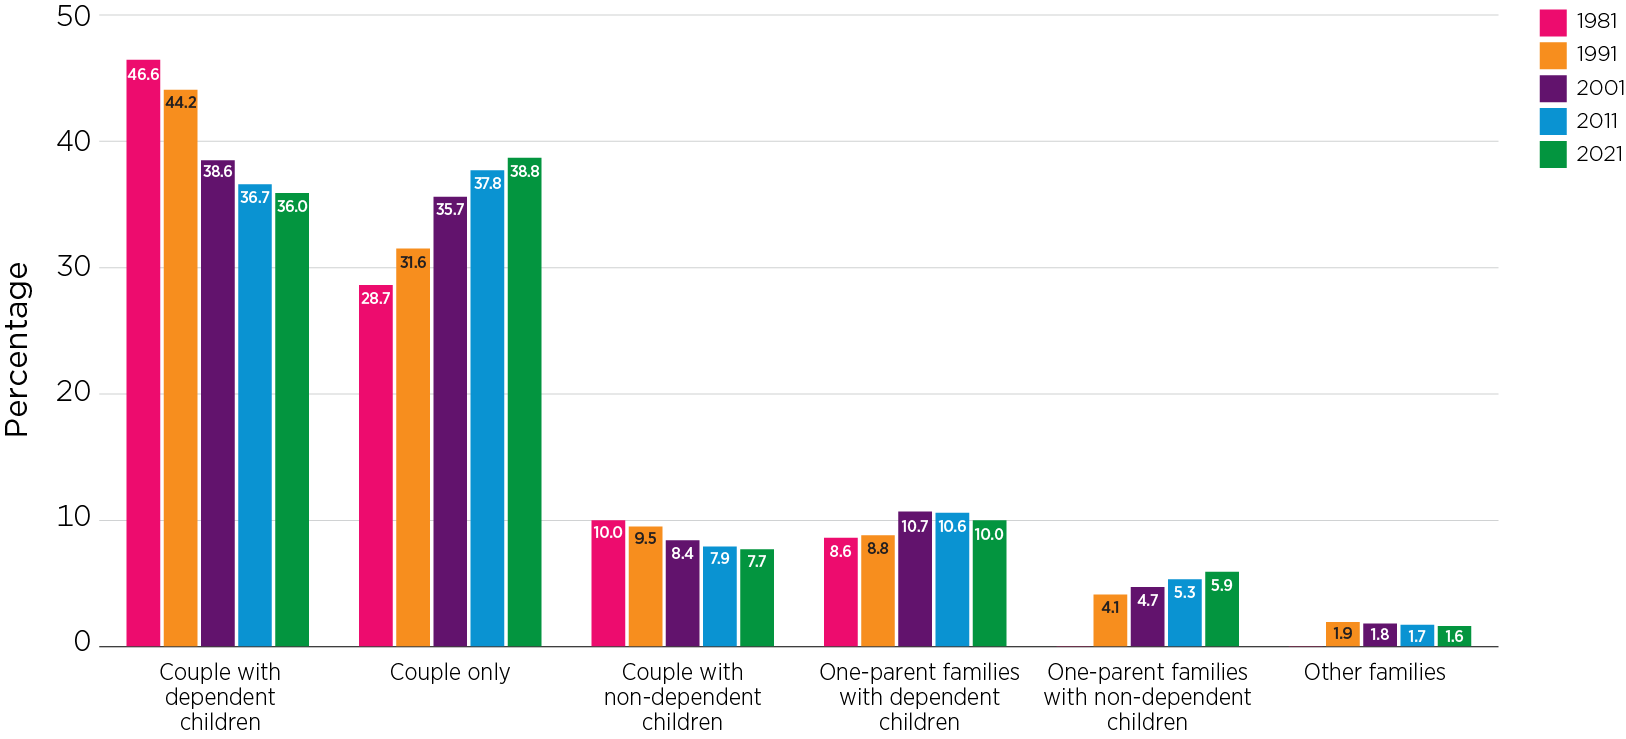 50
40
30
20
10
0
Percentage
46.6
44.2
38.6
36.7
36.0
28.7
31.6
35.7
37.8
38.8
10.0
9.5
8.4
7.9
7.7
8.6
8.8
10.7
10.6
10.0
4.1
4.7
5.3
5.9
1.9
1.8
1.7
1.6
Couple with
dependent
children
Couple only
Couple with
non-dependent
children
One-parent families
with dependent
children
One-parent families
with non-dependent
children
Other families
1981
1991
2001
2011
2021